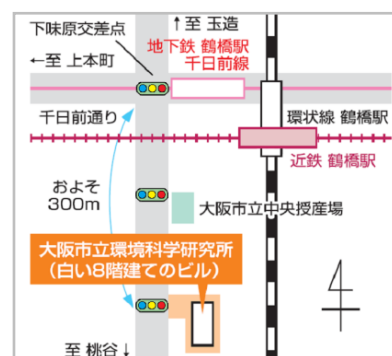 下味原交差点
↑至 玉造
地下鉄 鶴橋駅
千日前線
←至 上本町
千日前通り
環状線 鶴橋駅
近鉄 鶴橋駅
およそ
300m
大阪市立中央授産場
大阪市立環境科学研究所
(白い8階建てのビル)
至 桃谷↓